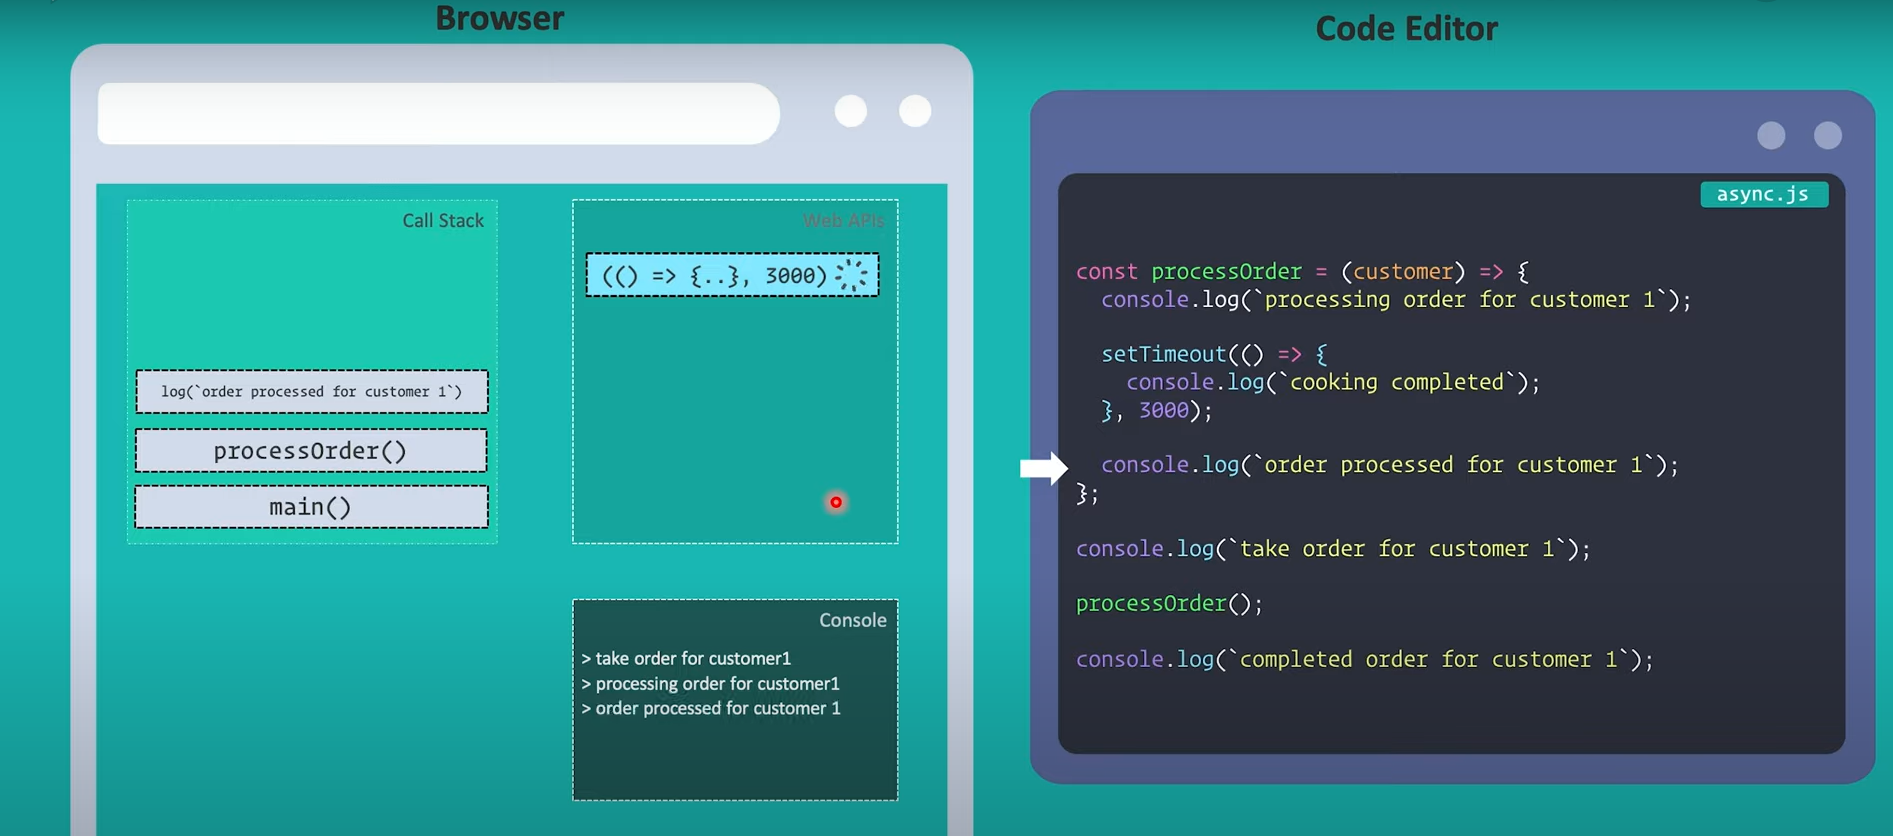 Browser
Call Stack
log(`order processed for customer 1`)
processOrder()
main()
Web APIs
(() => {..}, 3000)
Console
> take order for customer1
> processing order for customer1
> order processed for customer 1
Code Editor
async.js
const processOrder = (customer) => {
  console.log(`processing order for customer 1`);
  setTimeout(() => {
    console.log(`cooking completed`);
  }, 3000);
  console.log(`order processed for customer 1`);
};
console.log(`take order for customer 1`);
processOrder();
console.log(`completed order for customer 1`);